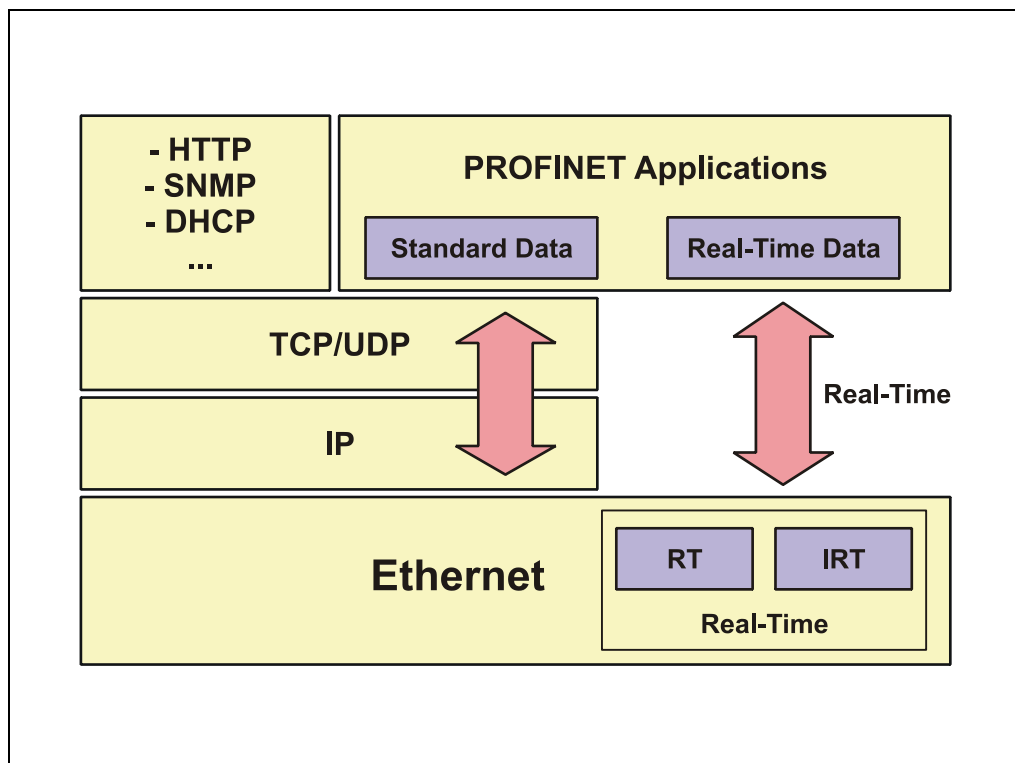 - HTTP
- SNMP
- DHCP
...
PROFINET Applications
Standard Data
Real-Time Data
TCP/UDP
Real-Time
IP
Ethernet
RT
IRT
Real-Time